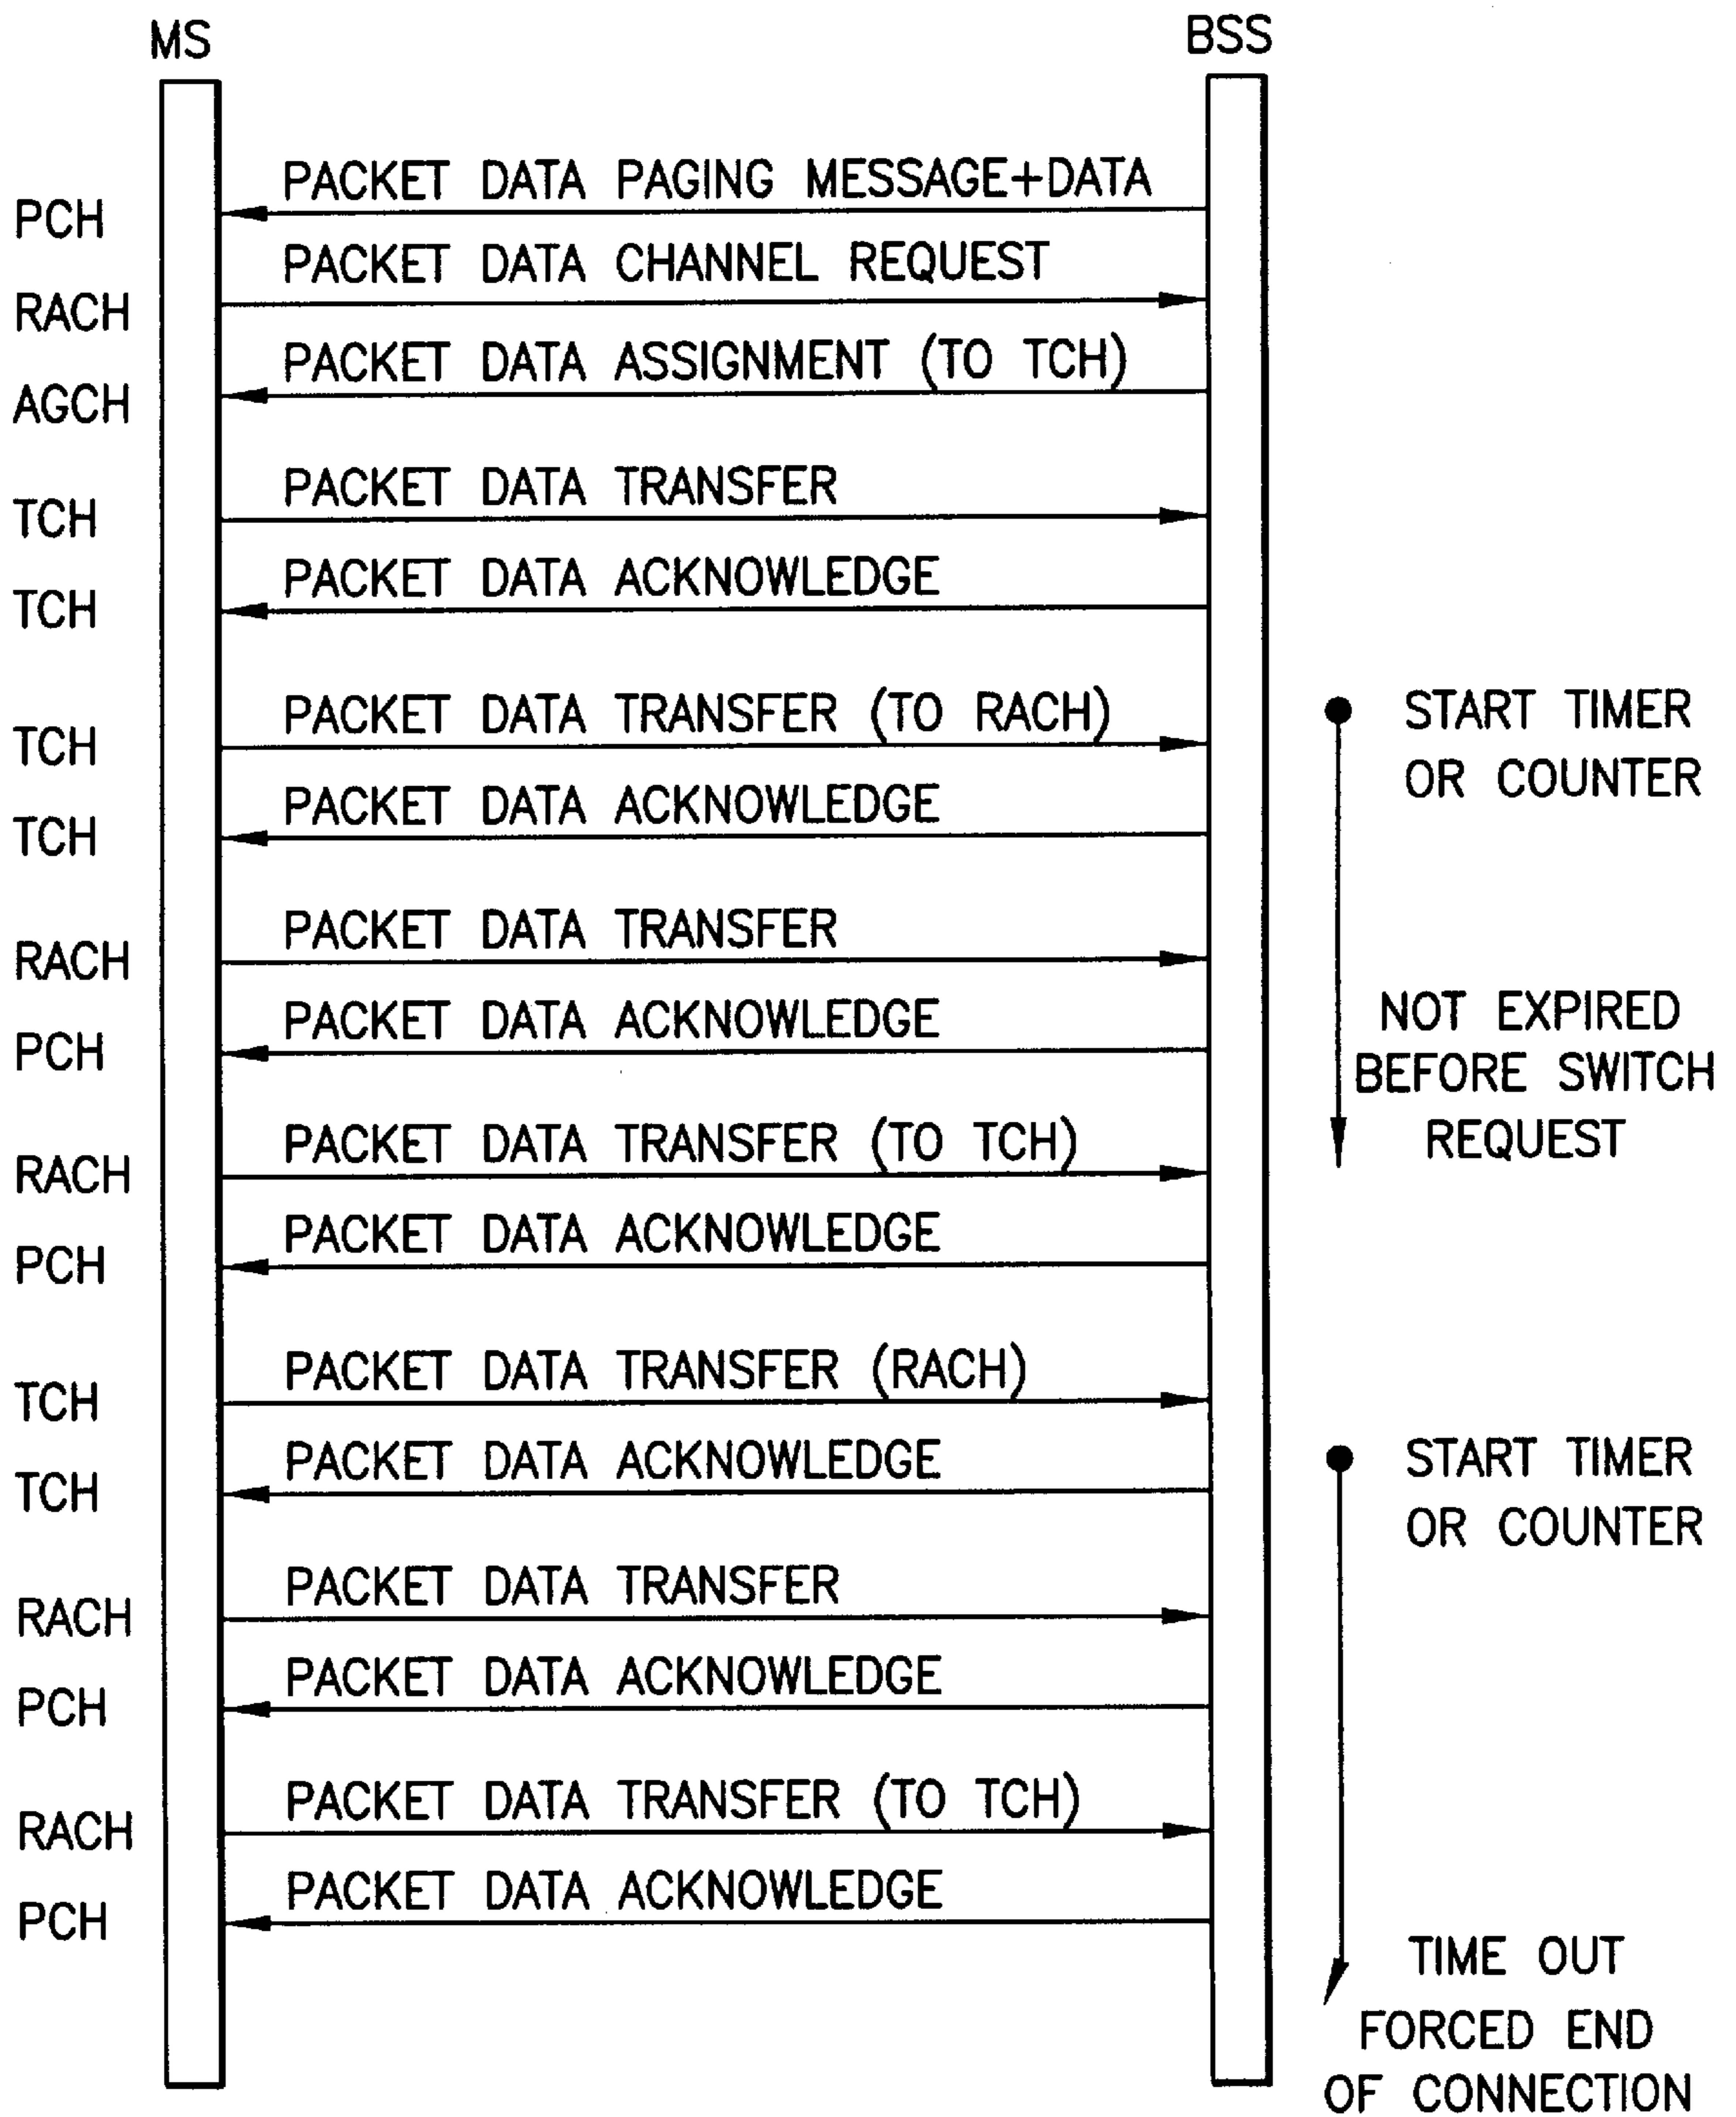 MS
BSS
PACKET DATA PAGING MESSAGE+DATA
PCH
PACKET DATA CHANNEL REQUEST
RACH
PACKET DATA ASSIGNMENT (TO TCH)
AGCH
PACKET DATA TRANSFER
TCH
PACKET DATA ACKNOWLEDGE
TCH
PACKET DATA TRANSFER (TO RACH)
TCH
START TIMER
OR COUNTER
PACKET DATA ACKNOWLEDGE
TCH
PACKET DATA TRANSFER
RACH
PACKET DATA ACKNOWLEDGE
PCH
NOT EXPIRED
BEFORE SWITCH
REQUEST
PACKET DATA TRANSFER (TO TCH)
RACH
PACKET DATA ACKNOWLEDGE
PCH
PACKET DATA TRANSFER (RACH)
TCH
PACKET DATA ACKNOWLEDGE
TCH
START TIMER
OR COUNTER
PACKET DATA TRANSFER
RACH
PACKET DATA ACKNOWLEDGE
PCH
PACKET DATA TRANSFER (TO TCH)
RACH
PACKET DATA ACKNOWLEDGE
PCH
TIME OUT
FORCED END
OF CONNECTION